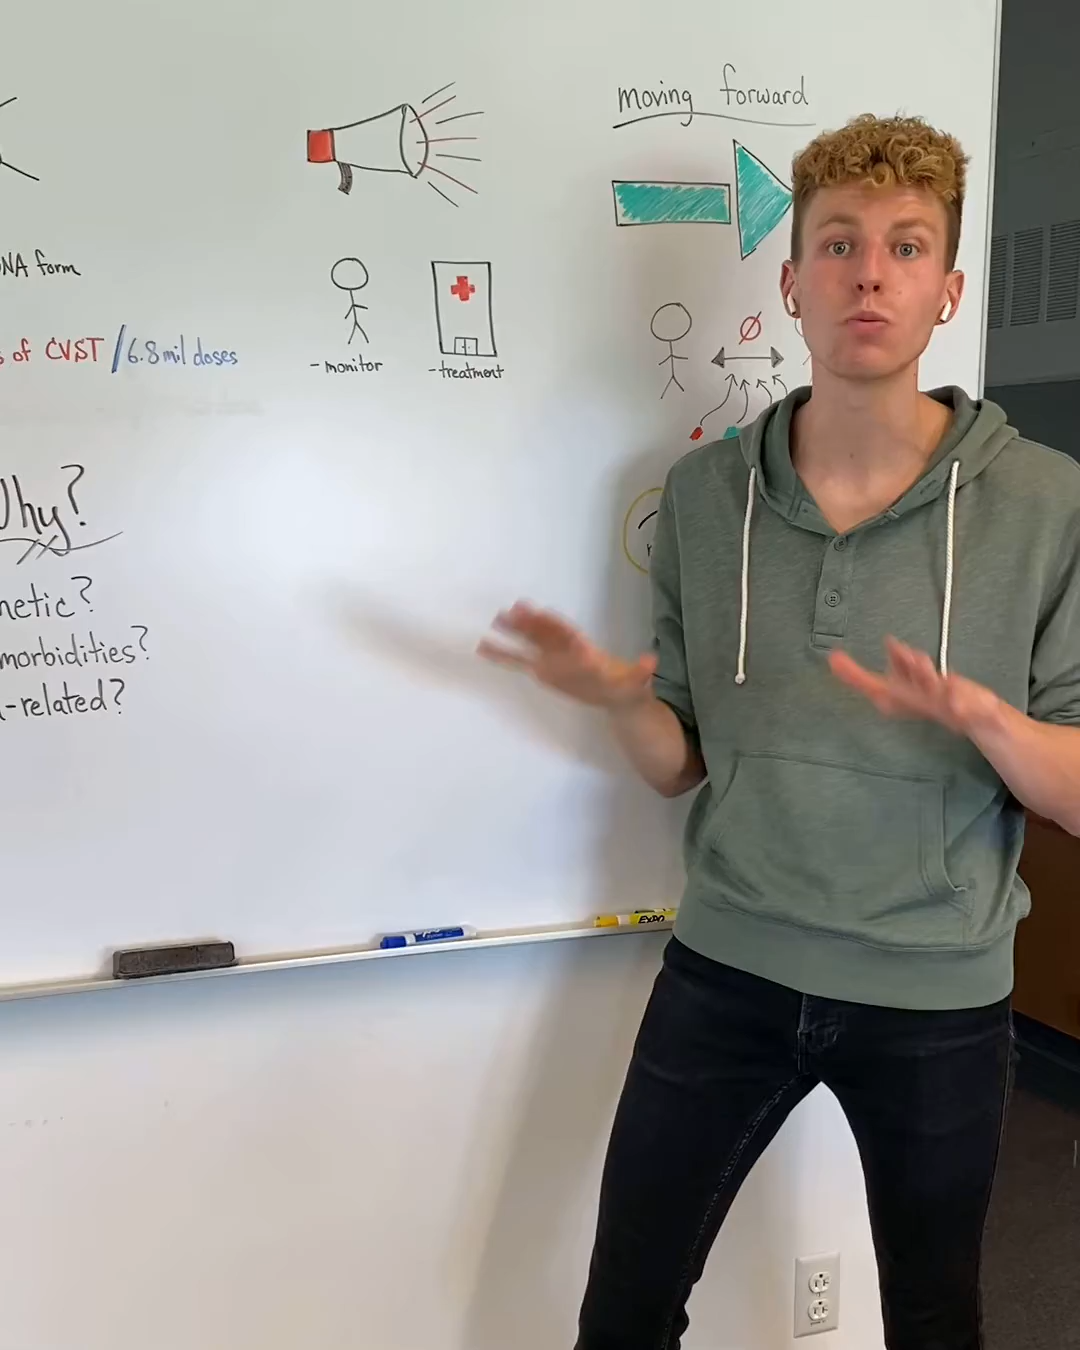 moving forward
NA form
s of CVST / 6.8 mil doses
- monitor
- treatment
Why?
netic?
morbidities?
-related?
EXPO